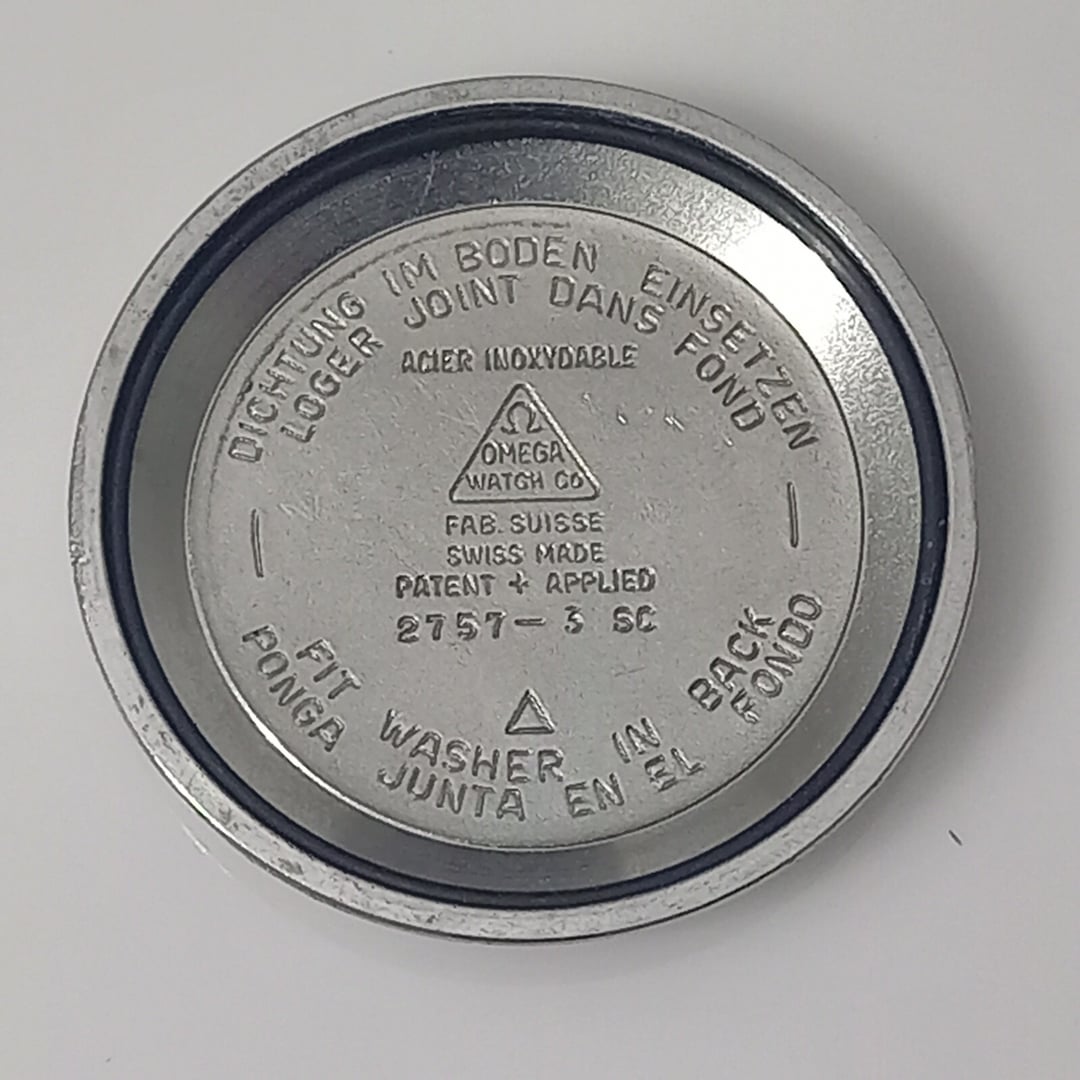 DICHTUNG IM BODEN EINSETZEN
LOGER JOINT DANS FOND
ACIER INOXYDABLE
Ω
OMEGA
WATCH Co
FAB. SUISSE
SWISS MADE
PATENT + APPLIED
2757- 3 SC
FIT WASHER IN BACK
PONGA JUNTA EN EL FONDO